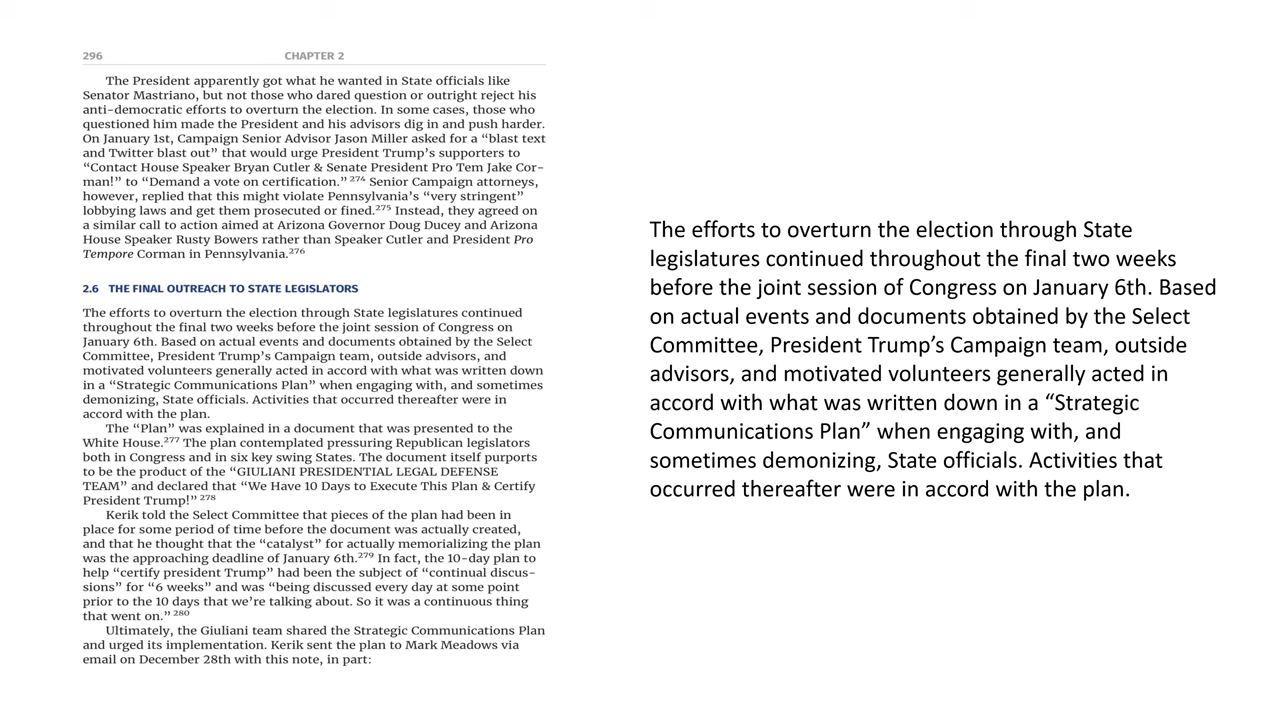 296 CHAPTER 2
The President apparently got what he wanted in State officials like
Senator Mastriano, but not those who dared question or outright reject his
anti-democratic efforts to overturn the election. In some cases, those who
questioned him made the President and his advisors dig in and push harder.
On January 1st, Campaign Senior Advisor Jason Miller asked for a “blast text
and Twitter blast out” that would urge President Trump’s supporters to
“Contact House Speaker Bryan Cutler & Senate President Pro Tem Jake Cor-
man!” to “Demand a vote on certification.” 274 Senior Campaign attorneys,
however, replied that this might violate Pennsylvania’s “very stringent”
lobbying laws and get them prosecuted or fined.275 Instead, they agreed on
a similar call to action aimed at Arizona Governor Doug Ducey and Arizona
House Speaker Rusty Bowers rather than Speaker Cutler and President Pro
Tempore Corman in Pennsylvania.276
2.6 THE FINAL OUTREACH TO STATE LEGISLATORS
The efforts to overturn the election through State legislatures continued
throughout the final two weeks before the joint session of Congress on
January 6th. Based on actual events and documents obtained by the Select
Committee, President Trump’s Campaign team, outside advisors, and
motivated volunteers generally acted in accord with what was written down
in a “Strategic Communications Plan” when engaging with, and sometimes
demonizing, State officials. Activities that occurred thereafter were in
accord with the plan.
The “Plan” was explained in a document that was presented to the
White House.277 The plan contemplated pressuring Republican legislators
both in Congress and in six key swing States. The document itself purports
to be the product of the “GIULIANI PRESIDENTIAL LEGAL DEFENSE
TEAM” and declared that “We Have 10 Days to Execute This Plan & Certify
President Trump!” 278
Kerik told the Select Committee that pieces of the plan had been in
place for some period of time before the document was actually created,
and that he thought that the “catalyst” for actually memorializing the plan
was the approaching deadline of January 6th.279 In fact, the 10-day plan to
help “certify president Trump” had been the subject of “continual discus-
sions” for “6 weeks” and was “being discussed every day at some point
prior to the 10 days that we’re talking about. So it was a continuous thing
that went on.” 280
Ultimately, the Giuliani team shared the Strategic Communications Plan
and urged its implementation. Kerik sent the plan to Mark Meadows via
email on December 28th with this note, in part:
The efforts to overturn the election through State
legislatures continued throughout the final two weeks
before the joint session of Congress on January 6th. Based
on actual events and documents obtained by the Select
Committee, President Trump’s Campaign team, outside
advisors, and motivated volunteers generally acted in
accord with what was written down in a “Strategic
Communications Plan” when engaging with, and
sometimes demonizing, State officials. Activities that
occurred thereafter were in accord with the plan.